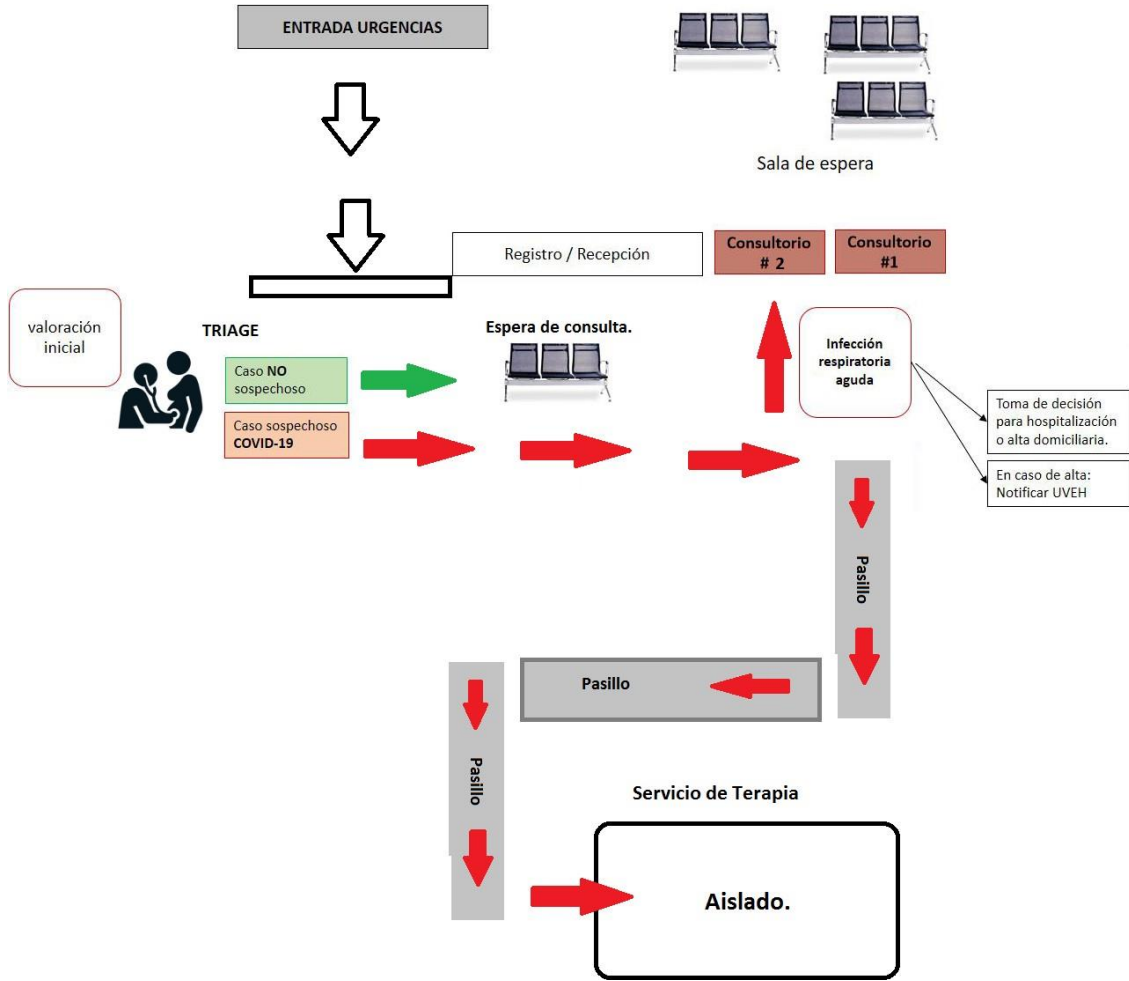 ENTRADA URGENCIAS
Sala de espera
Registro / Recepción
Consultorio
# 2
Consultorio
#1
valoración
inicial
TRIAGE
Caso NO
sospechoso
Caso sospechoso
COVID-19
Espera de consulta.
Infección
respiratoria
aguda
Toma de decisión
para hospitalización
o alta domiciliaria.
En caso de alta:
Notificar UVEH
Pasillo
Pasillo
Pasillo
Servicio de Terapia
Aislado.